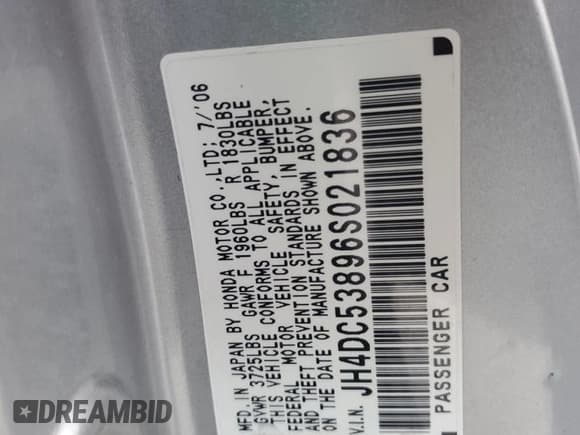 MFD.IN JAPAN BY HONDA MOTOR CO.,LTD; 7/'06
GVWR 3725LBS GAWR F 1960LBS R 1830LBS
THIS VEHICLE CONFORMS TO ALL APPLICABLE
FEDERAL MOTOR VEHICLE SAFETY, BUMPER,
AND THEFT PREVENTION STANDARDS IN EFFECT
ON THE DATE OF MANUFACTURE SHOWN ABOVE.
V.I.N. JH4DC53896S021836
PASSENGER CAR
DREAMBID